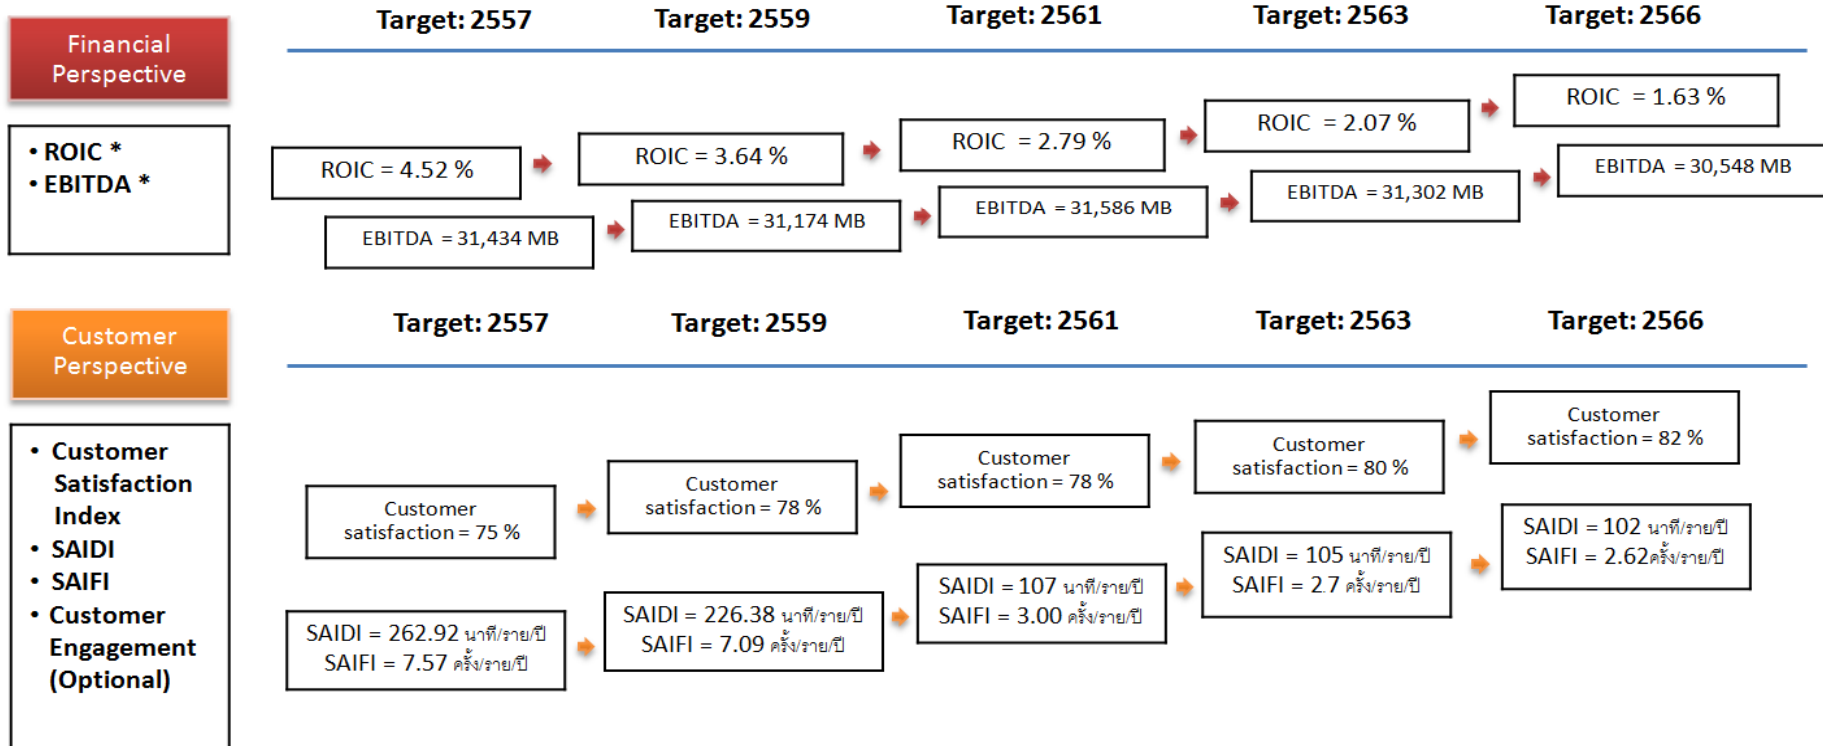 Financial
Perspective
Target: 2557
Target: 2559
Target: 2561
Target: 2563
Target: 2566
• ROIC *
• EBITDA *
ROIC = 4.52 %
ROIC = 3.64 %
ROIC = 2.79 %
ROIC = 2.07 %
ROIC = 1.63 %
EBITDA = 31,434 MB
EBITDA = 31,174 MB
EBITDA = 31,586 MB
EBITDA = 31,302 MB
EBITDA = 30,548 MB
Customer
Perspective
Target: 2557
Target: 2559
Target: 2561
Target: 2563
Target: 2566
• Customer
Satisfaction
Index
• SAIDI
• SAIFI
• Customer
Engagement
(Optional)
Customer
satisfaction = 75 %
Customer
satisfaction = 78 %
Customer
satisfaction = 78 %
Customer
satisfaction = 80 %
Customer
satisfaction = 82 %
SAIDI = 262.92 นาที/ราย/ปี
SAIFI = 7.57 ครั้ง/ราย/ปี
SAIDI = 226.38 นาที/ราย/ปี
SAIFI = 7.09 ครั้ง/ราย/ปี
SAIDI = 107 นาที/ราย/ปี
SAIFI = 3.00 ครั้ง/ราย/ปี
SAIDI = 105 นาที/ราย/ปี
SAIFI = 2.7 ครั้ง/ราย/ปี
SAIDI = 102 นาที/ราย/ปี
SAIFI = 2.62ครั้ง/ราย/ปี